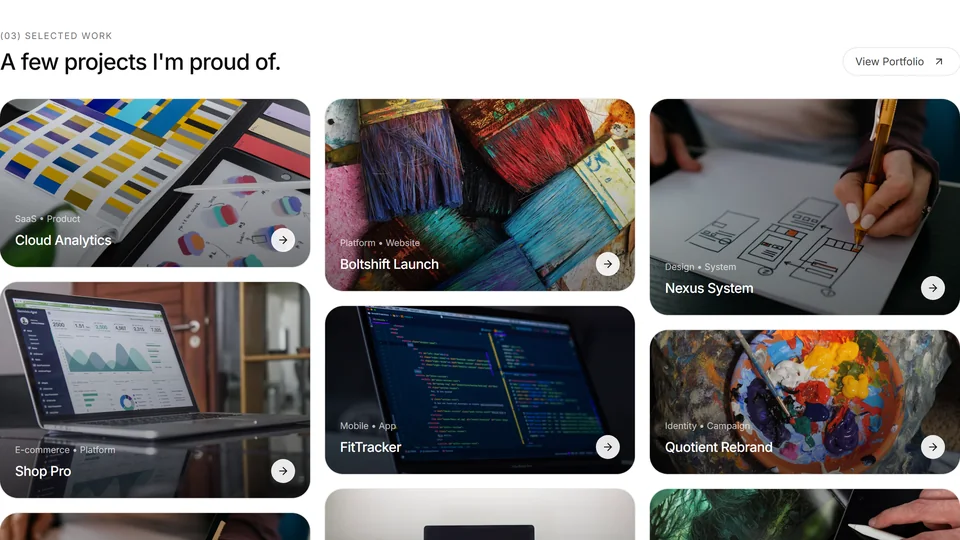 (03) SELECTED WORK
A few projects I'm proud of.
View Portfolio
SaaS • Product
Cloud Analytics
Platform • Website
Boltshift Launch
Design • System
Nexus System
E-commerce • Platform
Shop Pro
Mobile • App
FitTracker
Identity • Campaign
Quotient Rebrand